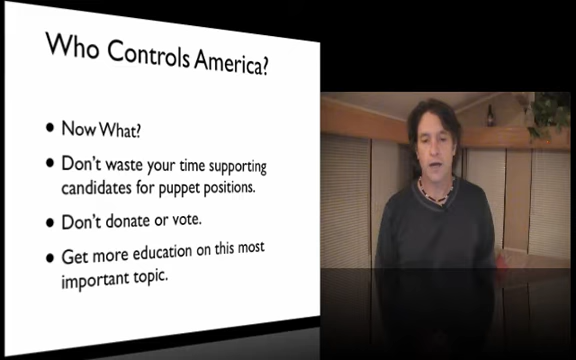 Who Controls America?
• Now What?
• Don't waste your time supporting
candidates for puppet positions.
• Don't donate or vote.
• Get more education on this most
important topic.